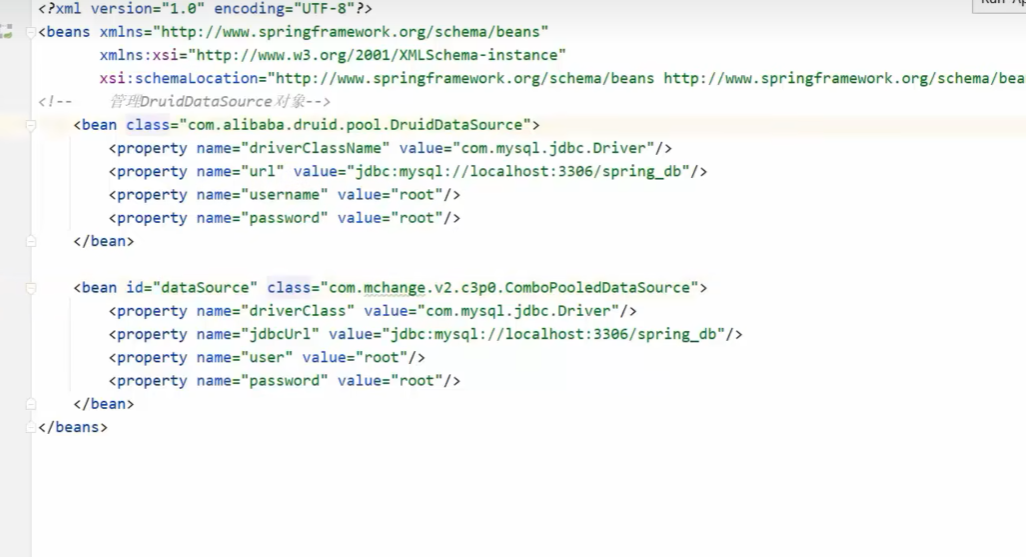 <?xml version="1.0" encoding="UTF-8"?>
<beans xmlns="http://www.springframework.org/schema/beans"
xmlns:xsi="http://www.w3.org/2001/XMLSchema-instance"
xsi:schemaLocation="http://www.springframework.org/schema/beans http://www.springframework.org/schema/bea
<!-- 管理DruidDataSource对象-->
<bean class="com.alibaba.druid.pool.DruidDataSource">
<property name="driverClassName" value="com.mysql.jdbc.Driver"/>
<property name="url" value="jdbc:mysql://localhost:3306/spring_db"/>
<property name="username" value="root"/>
<property name="password" value="root"/>
</bean>
<bean id="dataSource" class="com.mchange.v2.c3p0.ComboPooledDataSource">
<property name="driverClass" value="com.mysql.jdbc.Driver"/>
<property name="jdbcUrl" value="jdbc:mysql://localhost:3306/spring_db"/>
<property name="user" value="root"/>
<property name="password" value="root"/>
</bean>
</beans>